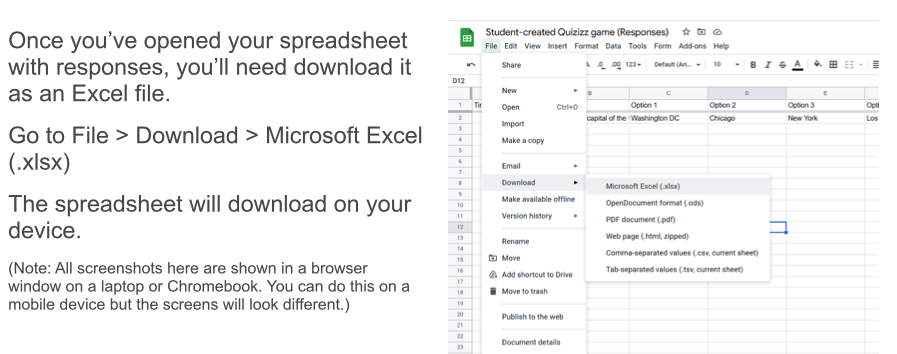 Once you’ve opened your spreadsheet
with responses, you’ll need download it
as an Excel file.
Go to File > Download > Microsoft Excel
(.xlsx)
The spreadsheet will download on your
device.
(Note: All screenshots here are shown in a browser
window on a laptop or Chromebook. You can do this on a
mobile device but the screens will look different.)
Student-created Quizizz game (Responses)
File Edit View Insert Format Data Tools Form Add-ons Help
Share
% .0 .00 123 Default (Ari... 10 B I S A
D12
New
B C D E
Open Ctrl+O
1 Option 1 Option 2 Option 3
Import
2 capital of the Washington DC Chicago New York Los
3
Make a copy
4
5
Email
6
7
Download
8 Microsoft Excel (.xlsx)
Make available offline
9 OpenDocument format (.ods)
10
Version history
11 PDF document (.pdf)
12 Web page (.html, zipped)
Rename
13
14 Comma-separated values (.csv, current sheet)
Move
15 Tab-separated values (.tsv, current sheet)
16
Add shortcut to Drive
17
Move to trash
18
19
Publish to the web
20
21
Document details
22
23